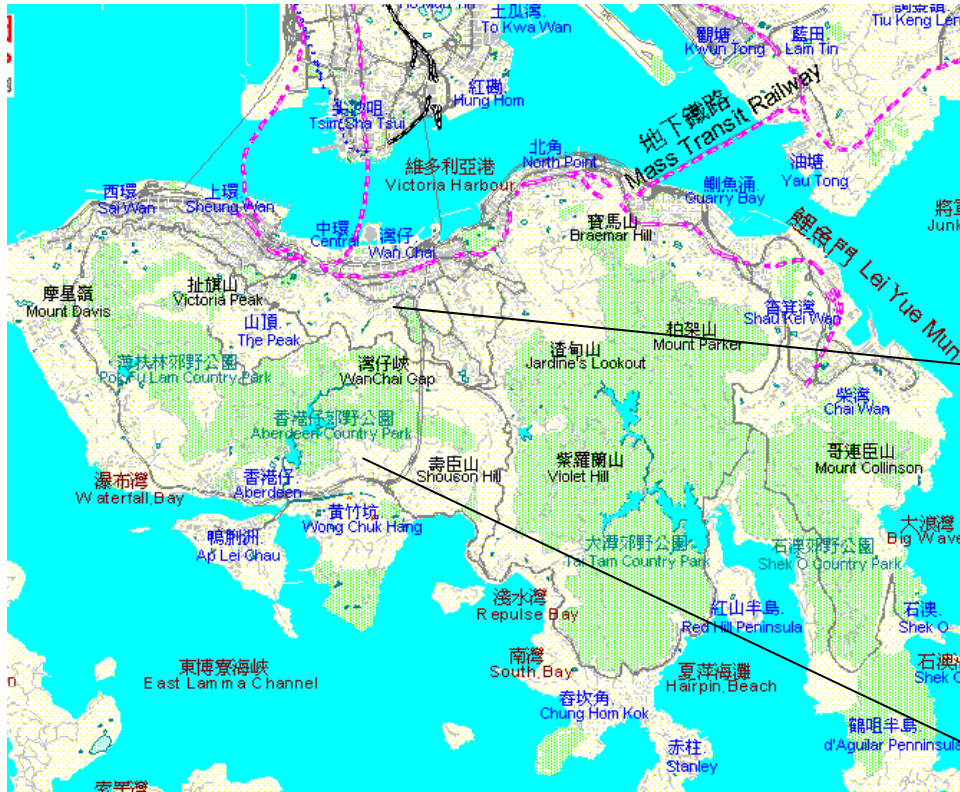 土瓜灣
To Kwa Wan
觀塘
Kwun Tong
藍田
Lam Tin
Tiu Keng Len
紅磡
Hung Hom
尖沙咀
Tsim Sha Tsui
地下鐵路
Mass Transit Railway
維多利亞港
Victoria Harbour
北角
North Point
油塘
Yau Tong
西環
Sai Wan
上環
Sheung Wan
鰂魚涌
Quarry Bay
中環
Central
灣仔
Wan Chai
寶馬山
Braemar Hill
將軍
Junk
鯉魚門 Lei Yue Mun
摩星嶺
Mount Davis
扯旗山
Victoria Peak
山頂
The Peak
筲箕灣
Shau Kei Wan
柏架山
Mount Parker
渣甸山
Jardine's Lookout
灣仔峽
WanChai Gap
薄扶林郊野公園
Pok Fu Lam Country Park
柴灣
Chai Wan
香港仔郊野公園
Aberdeen Country Park
哥連臣山
Mount Collinson
壽臣山
Shouson Hill
紫羅蘭山
Violet Hill
瀑布灣
Waterfall Bay
香港仔
Aberdeen
黃竹坑
Wong Chuk Hang
鴨脷洲
Ap Lei Chau
大浪灣
Big Wave
大潭郊野公園
Tai Tam Country Park
石澳郊野公園
Shek O Country Park
淺水灣
Repulse Bay
紅山半島
Red Hill Peninsula
石澳
Shek O
南灣
South Bay
夏萍海灘
Hairpin Beach
石澳
Shek O
東博寮海峽
East Lamma Channel
舂坎角
Chung Hom Kok
鶴咀半島
d'Aguilar Penninsula
赤柱
Stanley
索罟灣